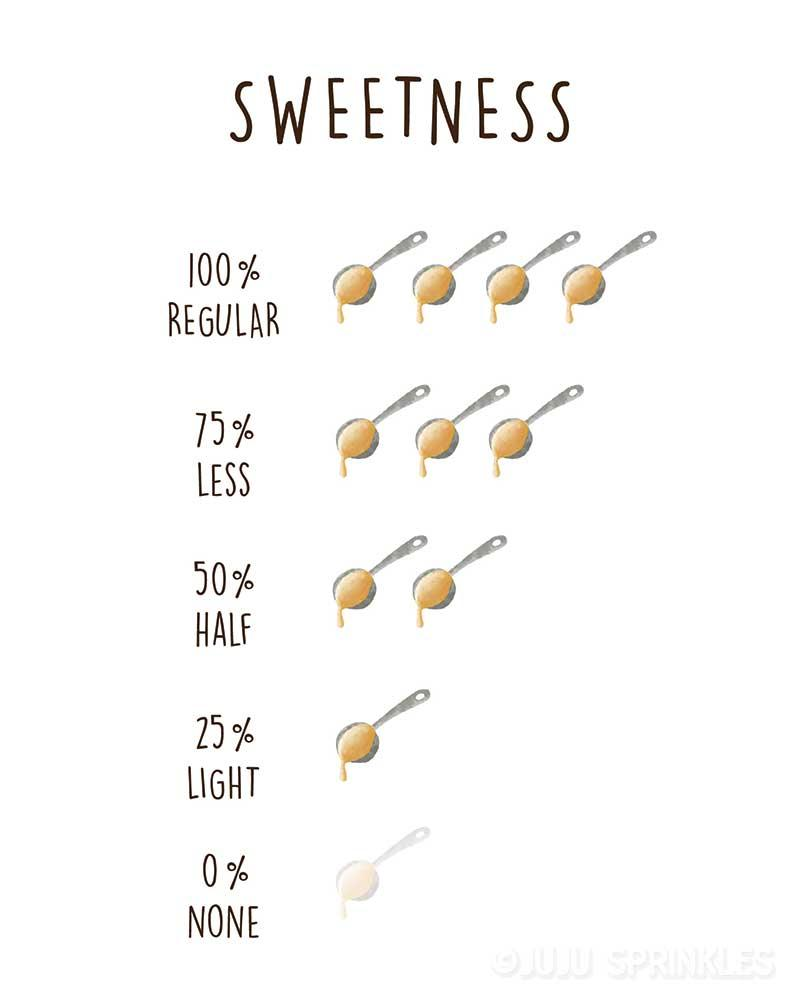 SWEETNESS
100%
REGULAR
75%
LESS
50%
HALF
25%
LIGHT
0%
NONE
©JUJU SPRINKLES